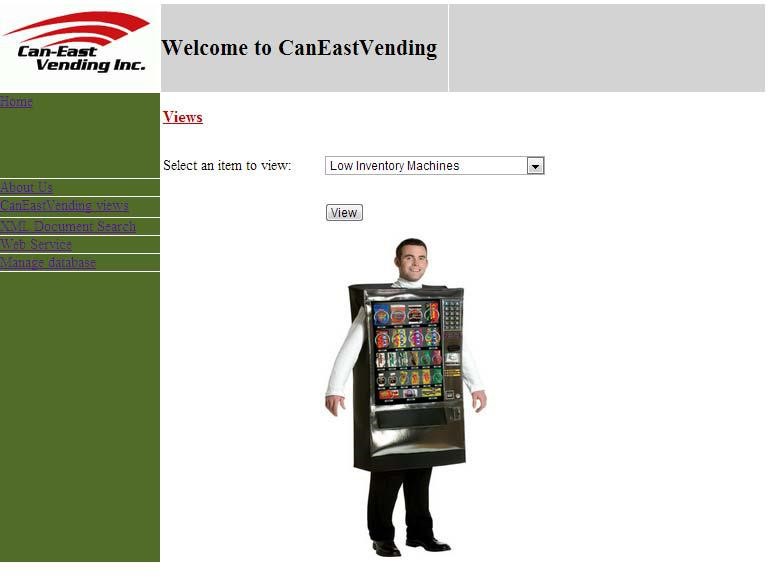 Can-East
Vending Inc.
Welcome to CanEastVending
Home
About Us
CanEastVending views
XML Document Search
Web Service
Manage database
Views
Select an item to view:
Low Inventory Machines
View